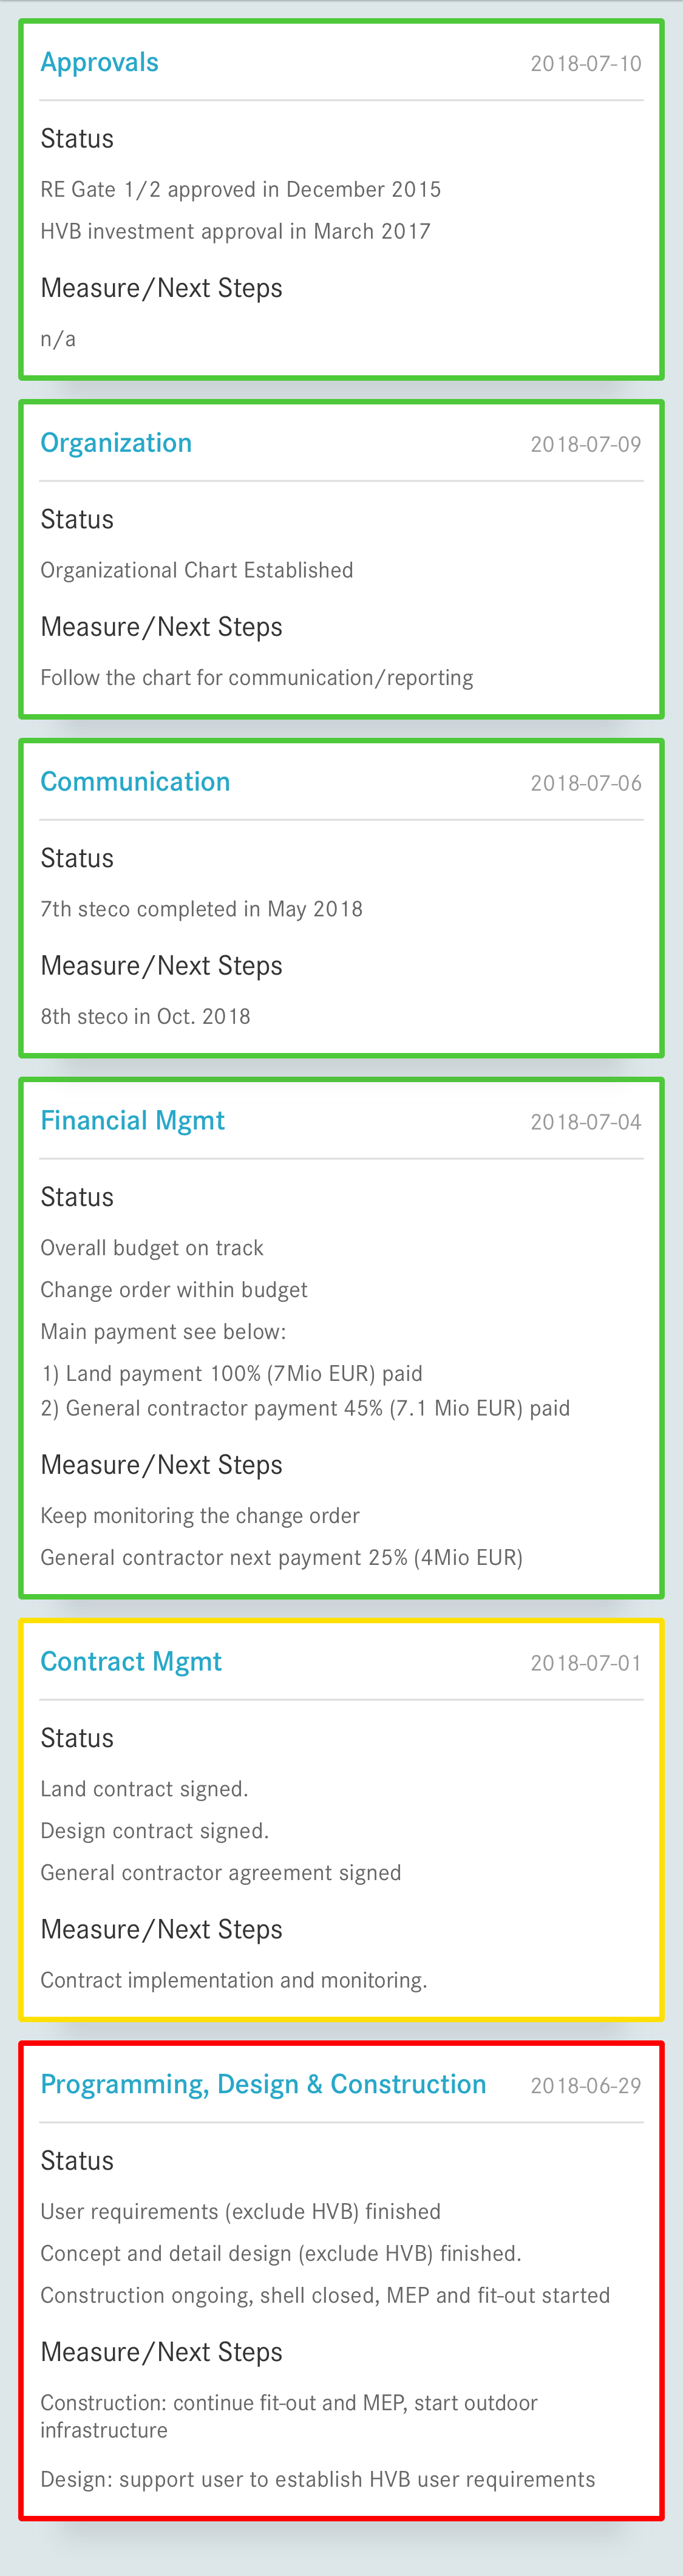 Approvals 2018-07-10
Status
RE Gate 1/2 approved in December 2015
HVB investment approval in March 2017
Measure/Next Steps
n/a
Organization 2018-07-09
Status
Organizational Chart Established
Measure/Next Steps
Follow the chart for communication/reporting
Communication 2018-07-06
Status
7th steco completed in May 2018
Measure/Next Steps
8th steco in Oct. 2018
Financial Mgmt 2018-07-04
Status
Overall budget on track
Change order within budget
Main payment see below:
1) Land payment 100% (7Mio EUR) paid
2) General contractor payment 45% (7.1 Mio EUR) paid
Measure/Next Steps
Keep monitoring the change order
General contractor next payment 25% (4Mio EUR)
Contract Mgmt 2018-07-01
Status
Land contract signed.
Design contract signed.
General contractor agreement signed
Measure/Next Steps
Contract implementation and monitoring.
Programming, Design & Construction 2018-06-29
Status
User requirements (exclude HVB) finished
Concept and detail design (exclude HVB) finished.
Construction ongoing, shell closed, MEP and fit-out started
Measure/Next Steps
Construction: continue fit-out and MEP, start outdoor
infrastructure
Design: support user to establish HVB user requirements